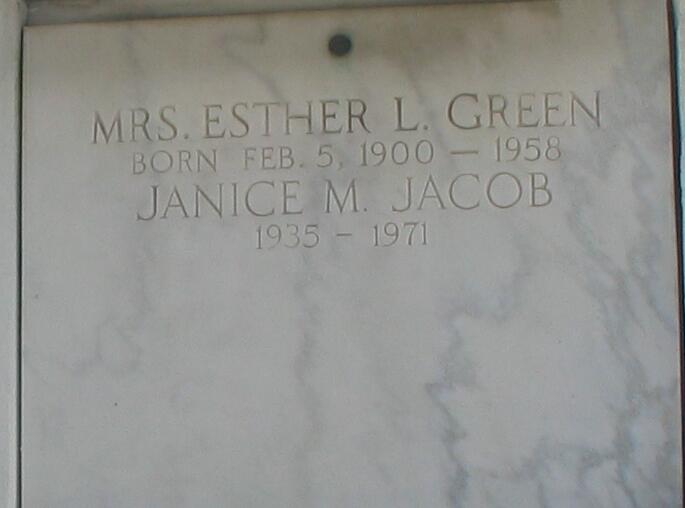 MRS. ESTHER L. GREEN
BORN FEB. 5, 1900 — 1958
JANICE M. JACOB
1935 – 1971